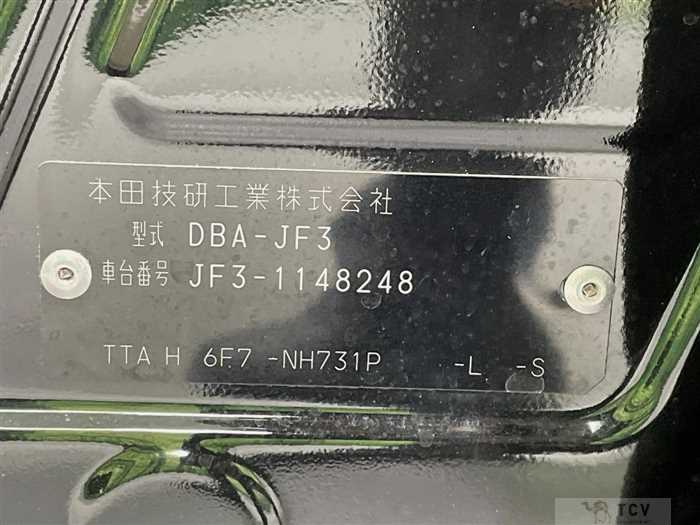 本田技研工業株式会社
型式 DBA-JF3
車台番号 JF3-1148248
TTA H 6F7 -NH731P -L -S
TCV